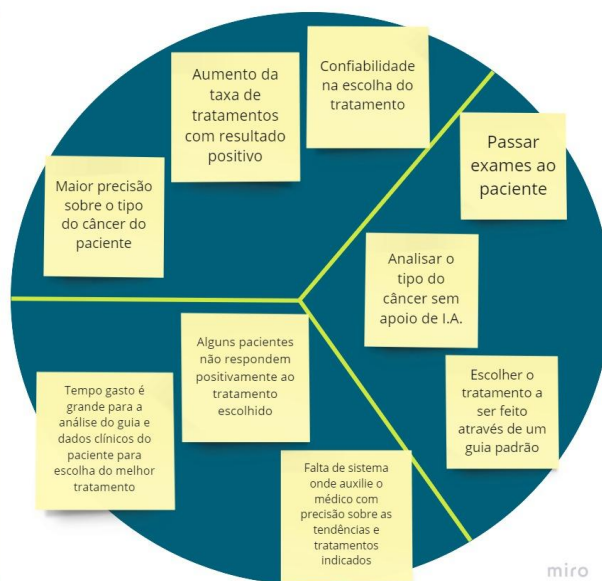 Aumento da
taxa de
tratamentos
com resultado
positivo
Confiabilidade
na escolha do
tratamento
Maior precisão
sobre o tipo
do câncer do
paciente
Passar
exames ao
paciente
Analisar o
tipo do
câncer sem
apoio de I.A.
Escolher o
tratamento a
ser feito
através de um
guia padrão
Alguns pacientes
não respondem
positivamente ao
tratamento
escolhido
Tempo gasto é
grande para a
análise do guia e
dados clínicos do
paciente para
escolha do melhor
tratamento
Falta de sistema
onde auxilie o
médico com
precisão sobre as
tendências e
tratamentos
indicados
miro